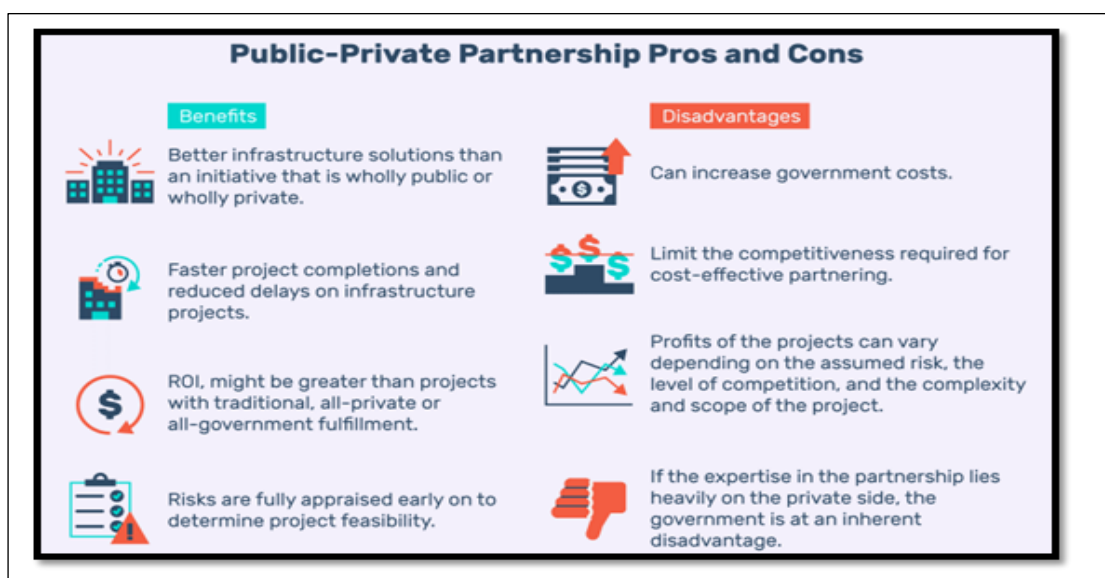 Public-Private Partnership Pros and Cons
Benefits
Better infrastructure solutions than
an initiative that is wholly public or
wholly private.
Faster project completions and
reduced delays on infrastructure
projects.
ROI, might be greater than projects
with traditional, all-private or
all-government fulfillment.
Risks are fully appraised early on to
determine project feasibility.
Disadvantages
Can increase government costs.
Limit the competitiveness required for
cost-effective partnering.
Profits of the projects can vary
depending on the assumed risk, the
level of competition, and the complexity
and scope of the project.
If the expertise in the partnership lies
heavily on the private side, the
government is at an inherent
disadvantage.